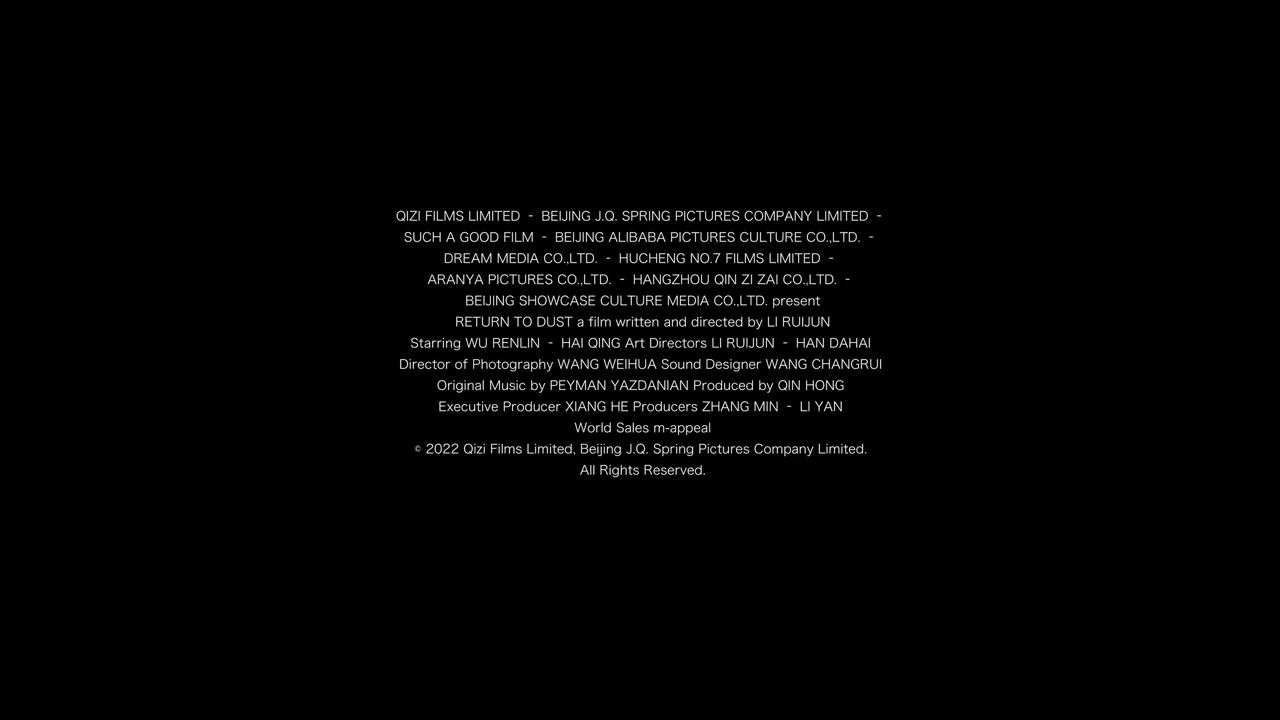 QIZI FILMS LIMITED - BEIJING J.Q. SPRING PICTURES COMPANY LIMITED -
SUCH A GOOD FILM - BEIJING ALIBABA PICTURES CULTURE CO.,LTD. -
DREAM MEDIA CO.,LTD. - HUCHENG NO.7 FILMS LIMITED -
ARANYA PICTURES CO.,LTD. - HANGZHOU QIN ZI ZAI CO.,LTD. -
BEIJING SHOWCASE CULTURE MEDIA CO.,LTD. present
RETURN TO DUST a film written and directed by LI RUIJUN
Starring WU RENLIN - HAI QING Art Directors LI RUIJUN - HAN DAHAI
Director of Photography WANG WEIHUA Sound Designer WANG CHANGRUI
Original Music by PEYMAN YAZDANIAN Produced by QIN HONG
Executive Producer XIANG HE Producers ZHANG MIN - LI YAN
World Sales m-appeal
© 2022 Qizi Films Limited, Beijing J.Q. Spring Pictures Company Limited.
All Rights Reserved.